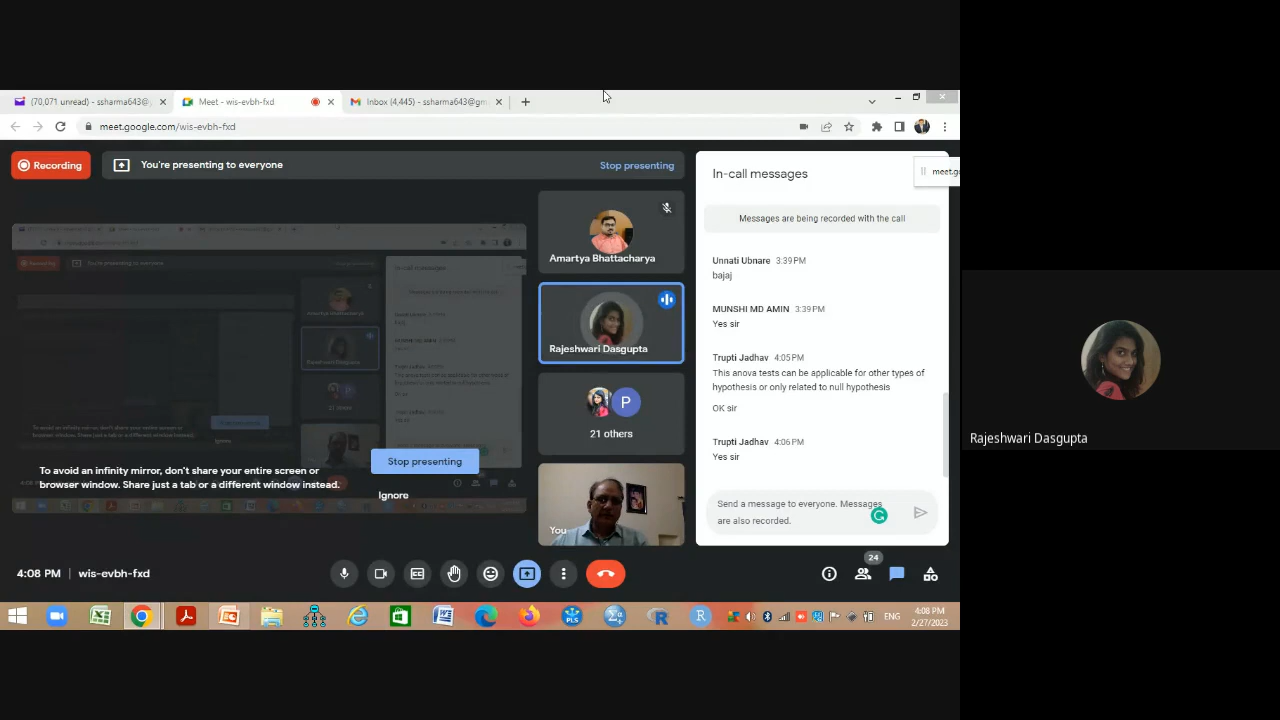 (70,071 unread) - ssharma643@
Meet - wis-evbh-fxd
Inbox (4,445) - ssharma643@gm
meet.google.com/wis-evbh-fxd
Recording
You're presenting to everyone
Stop presenting
In-call messages
meet.g
Messages are being recorded with the call
Unnati Ubnare 3:39 PM
bajaj
MUNSHI MD AMIN 3:39 PM
Yes sir
Trupti Jadhav 4:05 PM
This anova tests can be applicable for other types of
hypothesis or only related to null hypothesis
OK sir
Trupti Jadhav 4:06 PM
Yes sir
Send a message to everyone. Messages
are also recorded.
Amartya Bhattacharya
Rajeshwari Dasgupta
P
21 others
You
To avoid an infinity mirror, don't share your entire screen or
browser window. Share just a tab or a different window instead.
Stop presenting
Ignore
4:08 PM | wis-evbh-fxd
24
ENG
4:08 PM
2/27/2023
Rajeshwari Dasgupta